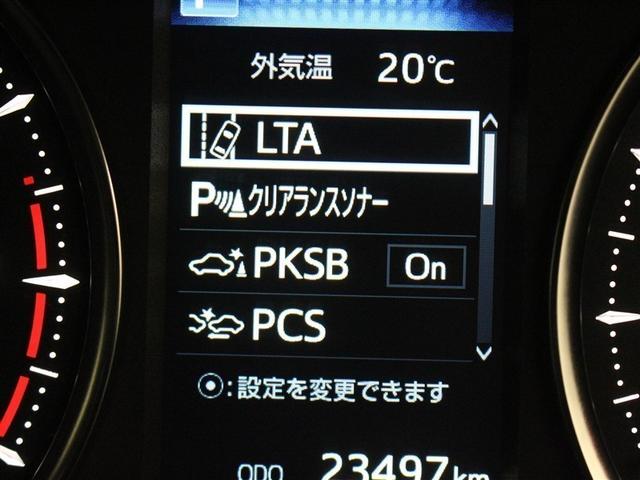 外気温 20℃
LTA
Pクリアランスソナー
PKSB On
PCS
⦿:設定を変更できます
ODO 23497km